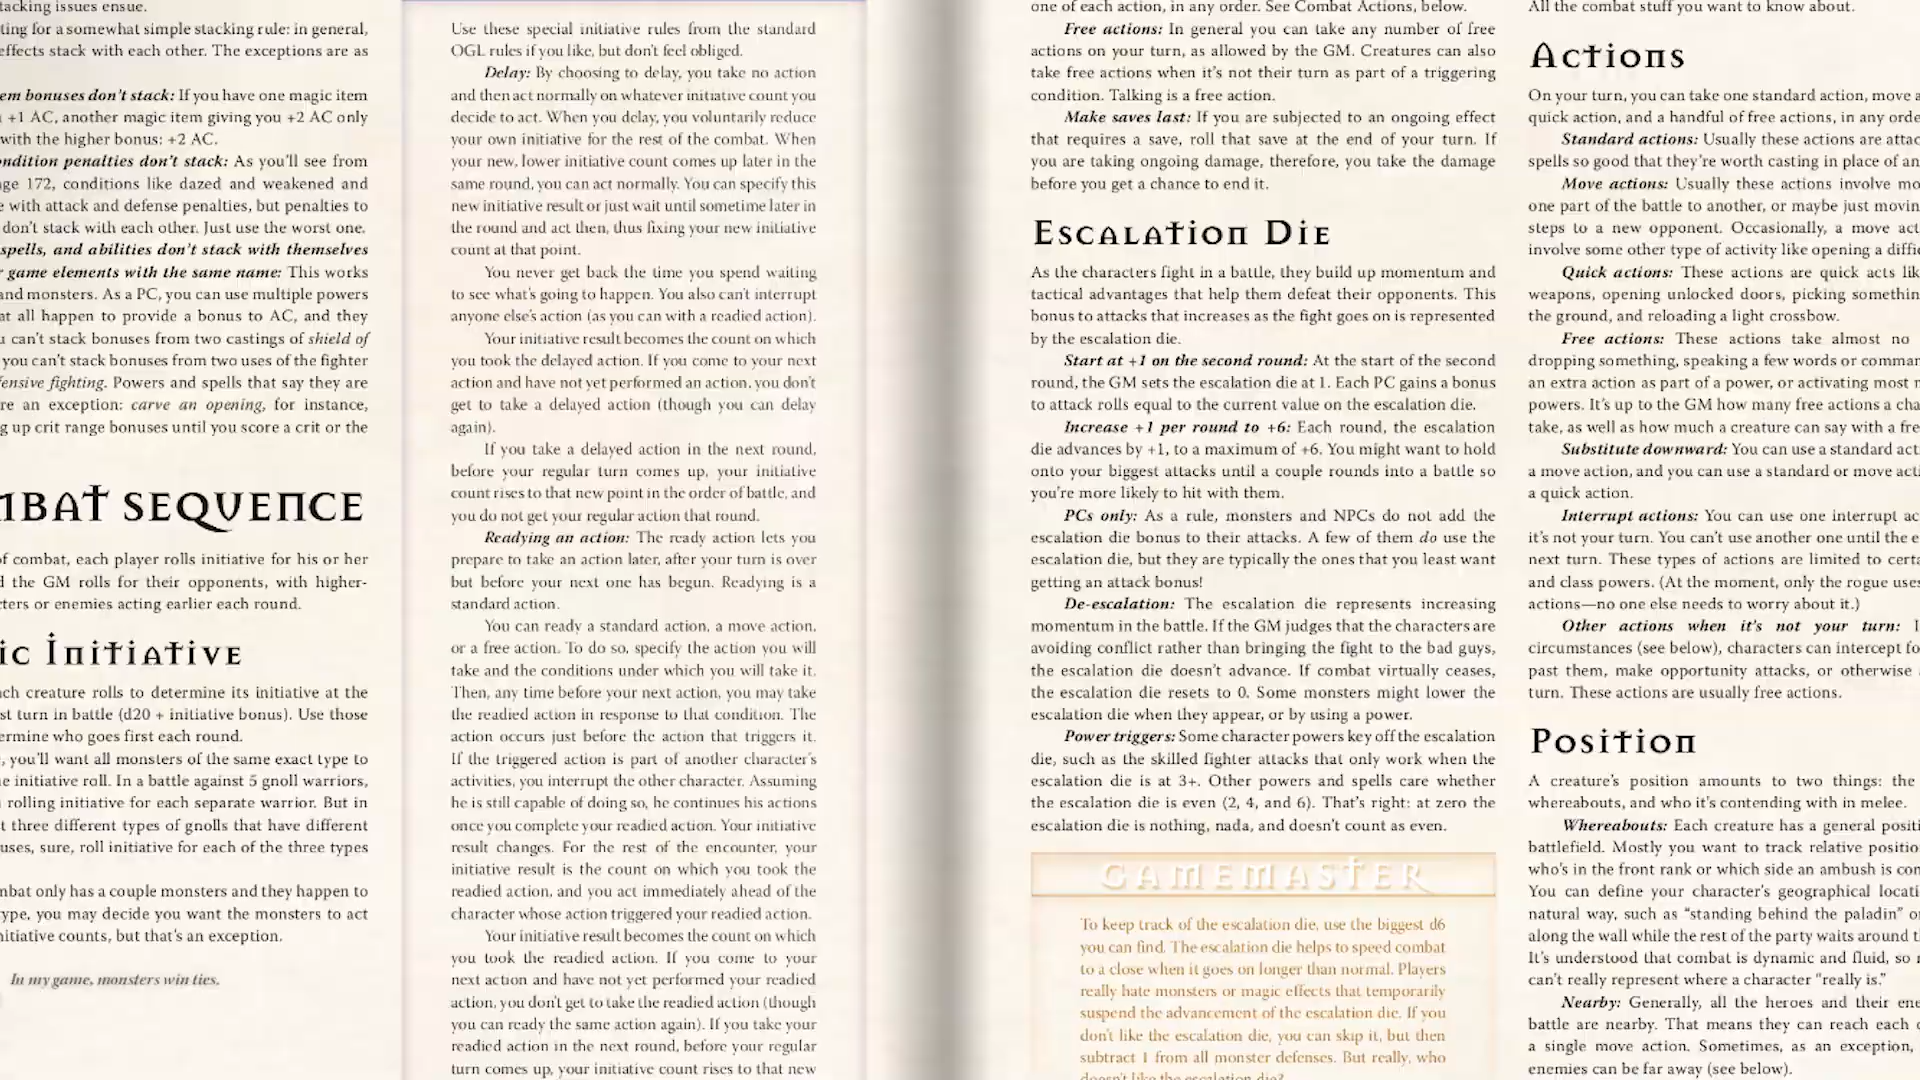 tacking issues ensue.
ting for a somewhat simple stacking rule: in general,
effects stack with each other. The exceptions are as
em bonuses don't stack: If you have one magic item
+1 AC, another magic item giving you +2 AC only
with the higher bonus: +2 AC.
ondition penalties don't stack: As you'll see from
ge 172, conditions like dazed and weakened and
e with attack and defense penalties, but penalties to
don't stack with each other. Just use the worst one.
spells, and abilities don't stack with themselves
r game elements with the same name: This works
and monsters. As a PC, you can use multiple powers
at all happen to provide a bonus to AC, and they
u can't stack bonuses from two castings of shield of
you can't stack bonuses from two uses of the fighter
fensive fighting. Powers and spells that say they are
re an exception: carve an opening, for instance,
g up crit range bonuses until you score a crit or the
MBAT SEQUENCE
of combat, each player rolls initiative for his or her
d the GM rolls for their opponents, with higher-
cters or enemies acting earlier each round.
ic Initiative
ach creature rolls to determine its initiative at the
st turn in battle (d20 + initiative bonus). Use those
ermine who goes first each round.
, you'll want all monsters of the same exact type to
e initiative roll. In a battle against 5 gnoll warriors,
rolling initiative for each separate warrior. But in
t three different types of gnolls that have different
uses, sure, roll initiative for each of the three types
mbat only has a couple monsters and they happen to
type, you may decide you want the monsters to act
nitiative counts, but that's an exception.
In my game, monsters win ties.
Use these special initiative rules from the standard
OGL rules if you like, but don't feel obliged.
Delay: By choosing to delay, you take no action
and then act normally on whatever initiative count you
decide to act. When you delay, you voluntarily reduce
your own initiative for the rest of the combat. When
your new, lower initiative count comes up later in the
same round, you can act normally. You can specify this
new initiative result or just wait until sometime later in
the round and act then, thus fixing your new initiative
count at that point.
You never get back the time you spend waiting
to see what's going to happen. You also can't interrupt
anyone else's action (as you can with a readied action).
Your initiative result becomes the count on which
you took the delayed action. If you come to your next
action and have not yet performed an action, you don't
get to take a delayed action (though you can delay
again).
If you take a delayed action in the next round,
before your regular turn comes up, your initiative
count rises to that new point in the order of battle, and
you do not get your regular action that round.
Readying an action: The ready action lets you
prepare to take an action later, after your turn is over
but before your next one has begun. Readying is a
standard action.
You can ready a standard action, a move action,
or a free action. To do so, specify the action you will
take and the conditions under which you will take it.
Then, any time before your next action, you may take
the readied action in response to that condition. The
action occurs just before the action that triggers it.
If the triggered action is part of another character's
activities, you interrupt the other character. Assuming
he is still capable of doing so, he continues his actions
once you complete your readied action. Your initiative
result changes. For the rest of the encounter, your
initiative result is the count on which you took the
readied action, and you act immediately ahead of the
character whose action triggered your readied action.
Your initiative result becomes the count on which
you took the readied action. If you come to your
next action and have not yet performed your readied
action, you don't get to take the readied action (though
you can ready the same action again). If you take your
readied action in the next round, before your regular
turn comes up, your initiative count rises to that new
one of each action, in any order. See Combat Actions, below.
Free actions: In general you can take any number of free
actions on your turn, as allowed by the GM. Creatures can also
take free actions when it's not their turn as part of a triggering
condition. Talking is a free action.
Make saves last: If you are subjected to an ongoing effect
that requires a save, roll that save at the end of your turn. If
you are taking ongoing damage, therefore, you take the damage
before you get a chance to end it.
Escalation Die
As the characters fight in a battle, they build up momentum and
tactical advantages that help them defeat their opponents. This
bonus to attacks that increases as the fight goes on is represented
by the escalation die.
Start at +1 on the second round: At the start of the second
round, the GM sets the escalation die at 1. Each PC gains a bonus
to attack rolls equal to the current value on the escalation die.
Increase +1 per round to +6: Each round, the escalation
die advances by +1, to a maximum of +6. You might want to hold
onto your biggest attacks until a couple rounds into a battle so
you're more likely to hit with them.
PCs only: As a rule, monsters and NPCs do not add the
escalation die bonus to their attacks. A few of them do use the
escalation die, but they are typically the ones that you least want
getting an attack bonus!
De-escalation: The escalation die represents increasing
momentum in the battle. If the GM judges that the characters are
avoiding conflict rather than bringing the fight to the bad guys,
the escalation die doesn't advance. If combat virtually ceases,
the escalation die resets to 0. Some monsters might lower the
escalation die when they appear, or by using a power.
Power triggers: Some character powers key off the escalation
die, such as the skilled fighter attacks that only work when the
escalation die is at 3+. Other powers and spells care whether
the escalation die is even (2, 4, and 6). That's right: at zero the
escalation die is nothing, nada, and doesn't count as even.
GAMEMASTER
To keep track of the escalation die, use the biggest d6
you can find. The escalation die helps to speed combat
to a close when it goes on longer than normal. Players
really hate monsters or magic effects that temporarily
suspend the advancement of the escalation die. If you
don't like the escalation die, you can skip it, but then
subtract 1 from all monster defenses. But really, who
doesn't like the escalation die?
All the combat stuff you want to know about.
Actions
On your turn, you can take one standard action, move a
quick action, and a handful of free actions, in any orde
Standard actions: Usually these actions are attac
spells so good that they're worth casting in place of an
Move actions: Usually these actions involve mo
one part of the battle to another, or maybe just movin
steps to a new opponent. Occasionally, a move act
involve some other type of activity like opening a diffi
Quick actions: These actions are quick acts lik
weapons, opening unlocked doors, picking somethin
the ground, and reloading a light crossbow.
Free actions: These actions take almost no
dropping something, speaking a few words or comman
an extra action as part of a power, or activating most m
powers. It's up to the GM how many free actions a cha
take, as well as how much a creature can say with a fre
Substitute downward: You can use a standard acti
a move action, and you can use a standard or move acti
a quick action.
Interrupt actions: You can use one interrupt ac
it's not your turn. You can't use another one until the e
next turn. These types of actions are limited to certa
and class powers. (At the moment, only the rogue uses
actions—no one else needs to worry about it.)
Other actions when it's not your turn: I
circumstances (see below), characters can intercept fo
past them, make opportunity attacks, or otherwise
turn. These actions are usually free actions.
Position
A creature's position amounts to two things: the
whereabouts, and who it's contending with in melee.
Whereabouts: Each creature has a general positi
battlefield. Mostly you want to track relative position
who's in the front rank or which side an ambush is con
You can define your character's geographical locati
natural way, such as "standing behind the paladin" or
along the wall while the rest of the party waits around t
It's understood that combat is dynamic and fluid, so
can't really represent where a character "really is."
Nearby: Generally, all the heroes and their ene
battle are nearby. That means they can reach each o
a single move action. Sometimes, as an exception,
enemies can be far away (see below).